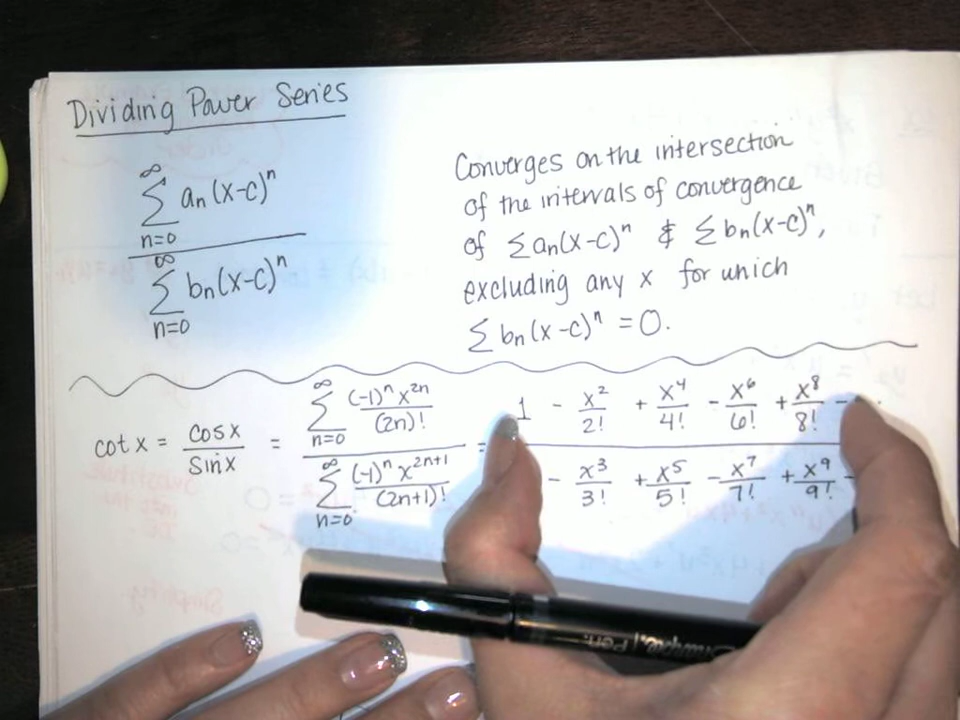 Dividing Power Series
∞
∑ aₙ(x-c)ⁿ
n=0
∞
∑ bₙ(x-c)ⁿ
n=0
Converges on the intersection
of the intervals of convergence
of ∑aₙ(x-c)ⁿ & ∑bₙ(x-c)ⁿ,
excluding any x for which
∑bₙ(x-c)ⁿ = 0.
cot x = cos x / sin x = ∑_{n=0}^{∞} (-1)ⁿ x²ⁿ / (2n)! / ∑_{n=0}^{∞} (-1)ⁿ x²ⁿ⁺¹ / (2n+1)! =
1 - x²/2! + x⁴/4! - x⁶/6! + x⁸/8! -
- x³/3! + x⁵/5! - x⁷/7! + x⁹/9! -